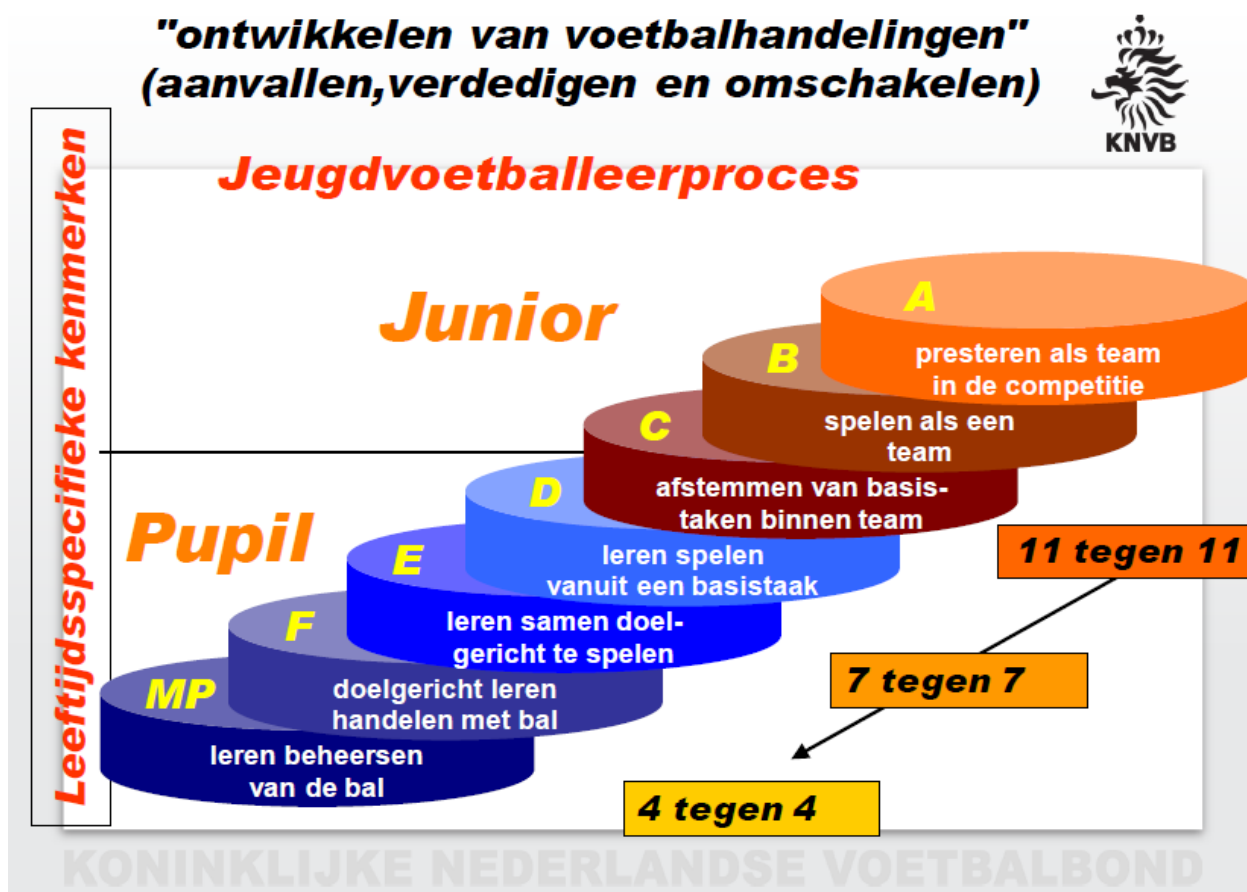 "ontwikkelen van voetbalhandelingen"
(aanvallen,verdedigen en omschakelen)
KNVB
Leeftijdsspecifieke kenmerken
Jeugdvoetballeerproces
Junior
A
presteren als team
in de competitie
B
spelen als een
team
C
afstemmen van basis-
taken binnen team
Pupil
D
leren spelen
vanuit een basistaak
E
leren samen doel-
gericht te spelen
F
doelgericht leren
handelen met bal
MP
leren beheersen
van de bal
11 tegen 11
7 tegen 7
4 tegen 4
KONINKLIJKE NEDERLANDSE VOETBALBOND